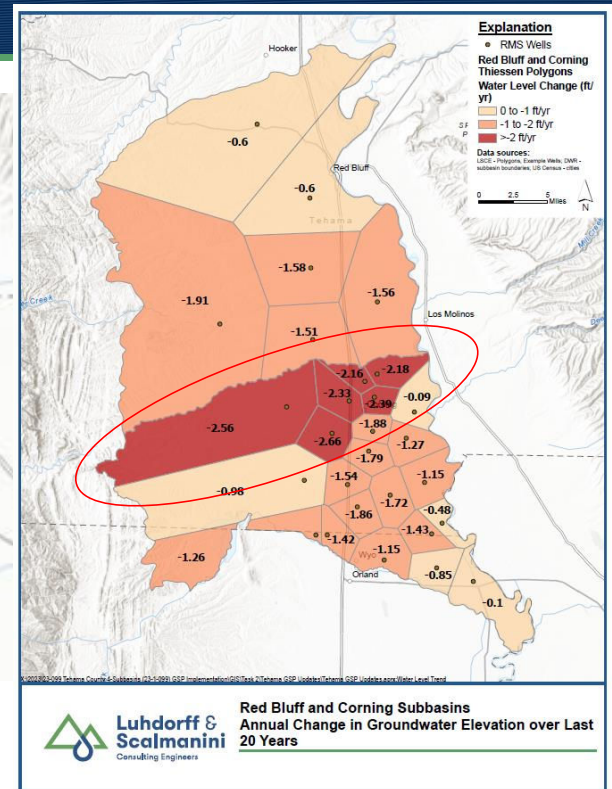 Explanation
RMS Wells
Red Bluff and Corning
Thiessen Polygons
Water Level Change (ft/
yr)
0 to -1 ft/yr
-1 to -2 ft/yr
>-2 ft/yr
Data sources:
LSCE - Polygons, Example Wells; DWR -
subbasin boundaries; US Census - cities
0 2.5 5
Miles
N
Hooker
-0.6
Red Bluff
-0.6
Tehama
-1.58
-1.91
-1.56
Los Molinos
-1.51
-2.16
-2.18
-2.33
-2.39
-0.09
-2.56
-1.88
-2.66
-1.27
-1.79
-1.54
-1.15
-0.98
-1.72
-0.48
-1.86
-1.43
-1.42
-1.26
-1.15
Orland
-0.85
-0.1
Luhdorff &
Scalmanini
Consulting Engineers
Red Bluff and Corning Subbasins
Annual Change in Groundwater Elevation over Last
20 Years